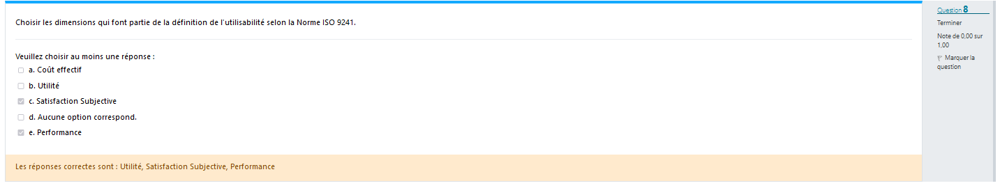 Choisir les dimensions qui font partie de la définition de l'utilisabilité selon la Norme ISO 9241.
Veuillez choisir au moins une réponse :
a. Coût effectif
b. Utilité
c. Satisfaction Subjective
d. Aucune option correspond.
e. Performance
Les réponses correctes sont : Utilité, Satisfaction Subjective, Performance
Question 8
Terminer
Note de 0,00 sur
1,00
Marquer la
question